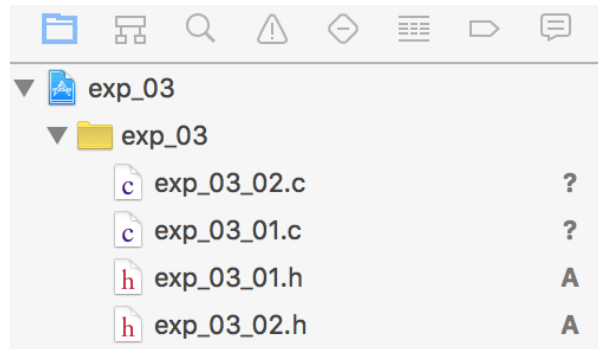 exp_03
exp_03
c exp_03_02.c ?
c exp_03_01.c ?
h exp_03_01.h A
h exp_03_02.h A